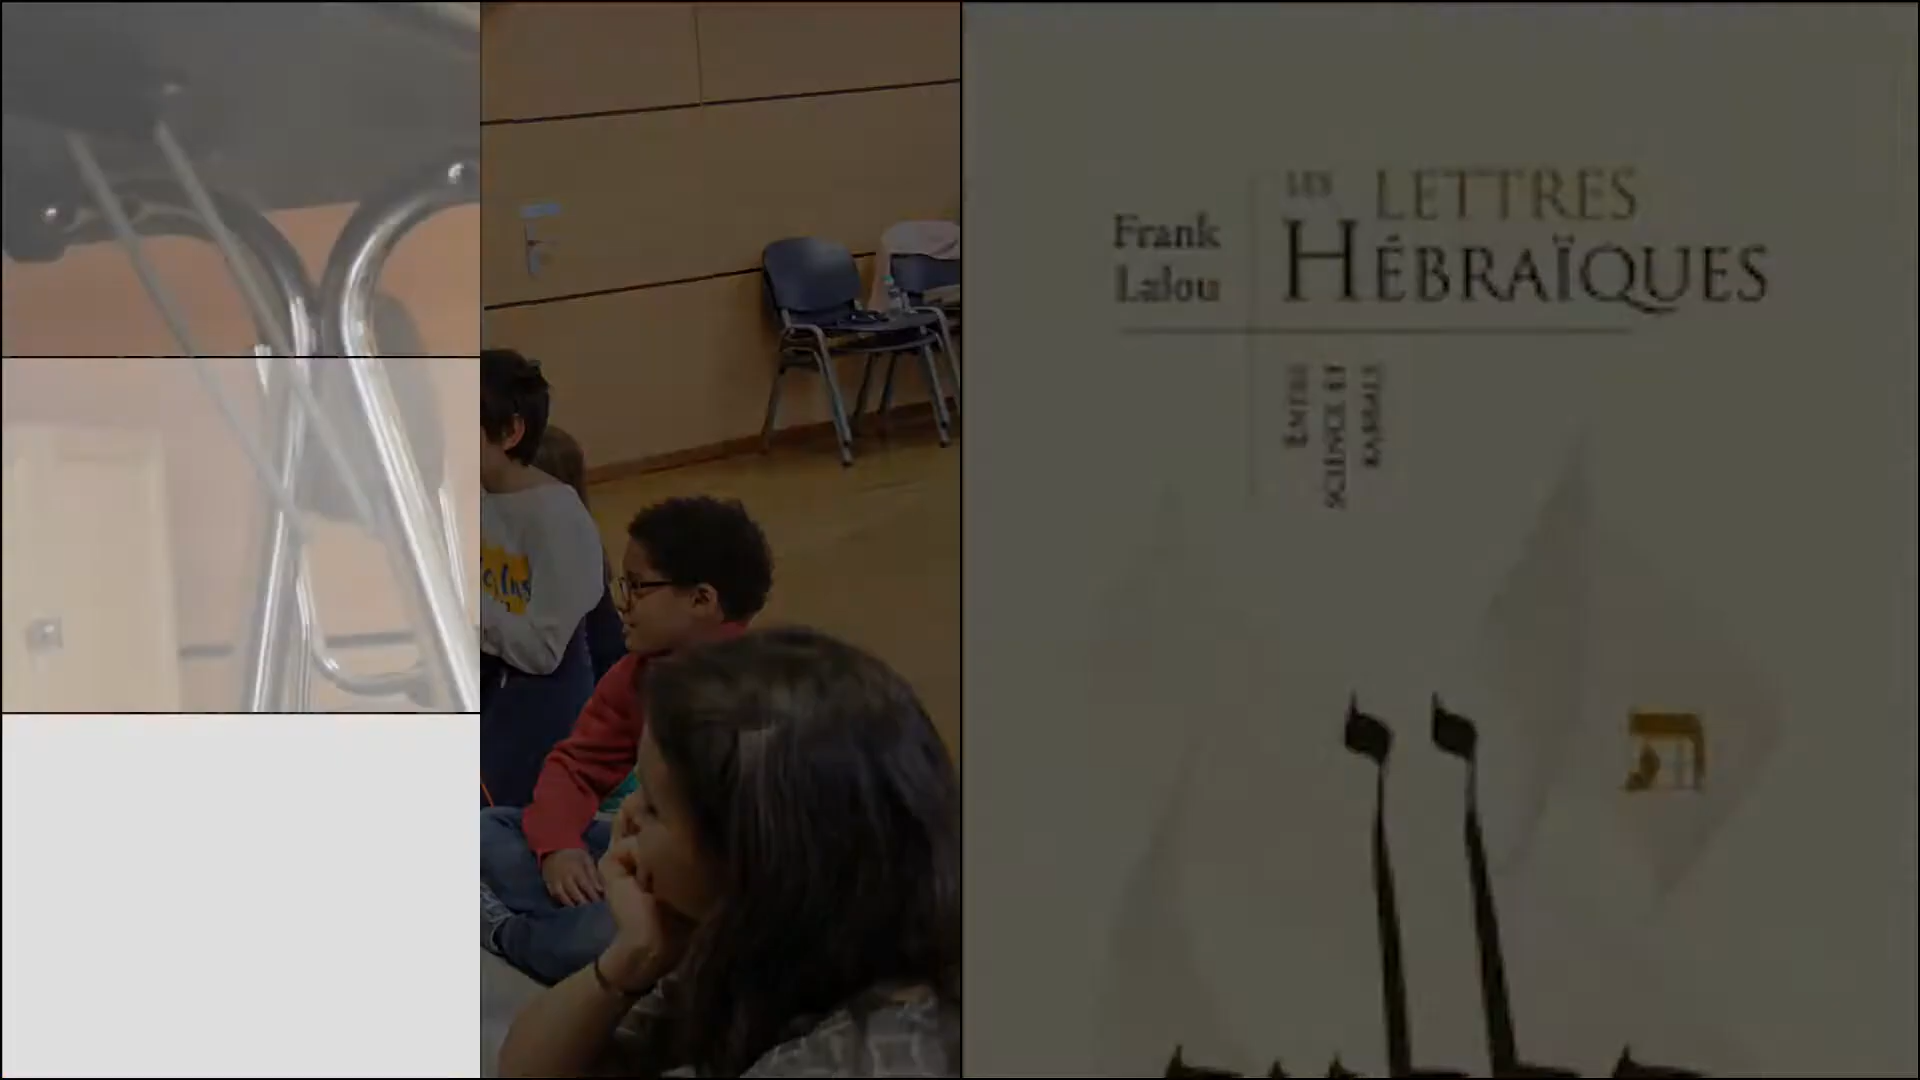 Frank
Lalou
LES LETTRES
HÉBRAÏQUES
ENTRE
SCIENCE ET
KABBALE